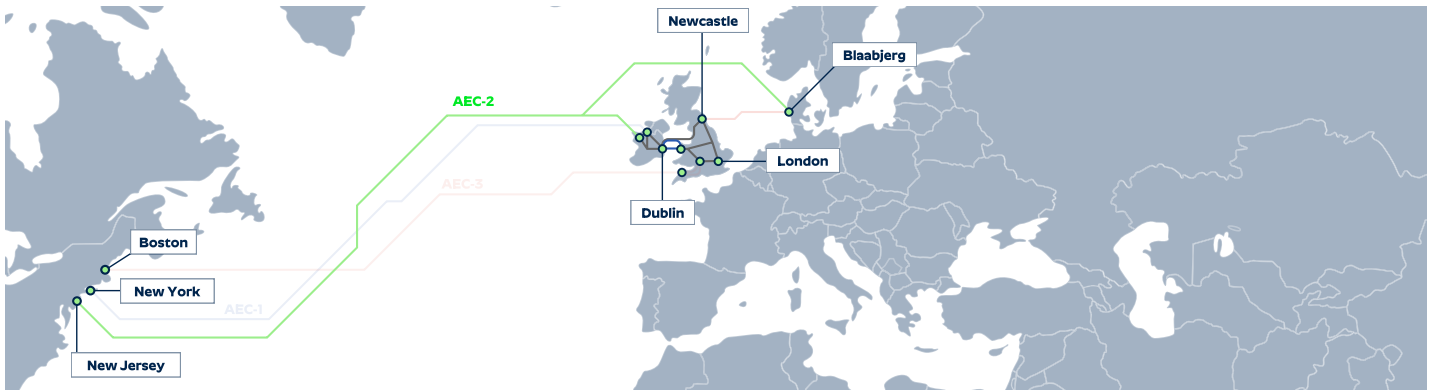 Newcastle
Blaabjerg
AEC-2
London
AEC-3
Dublin
Boston
New York
AEC-1
New Jersey